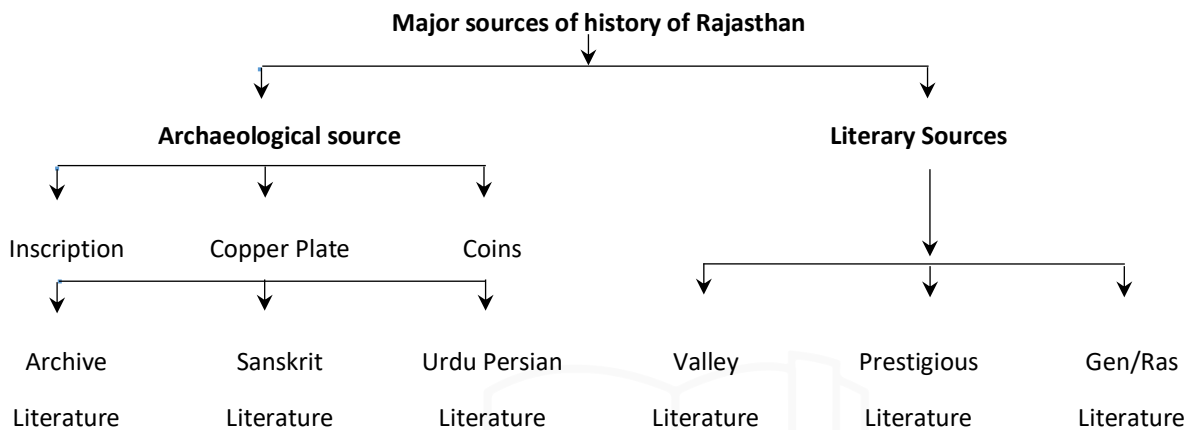 Major sources of history of Rajasthan
Archaeological source Literary Sources
Inscription Copper Plate Coins
Archive Sanskrit Urdu Persian Valley Prestigious Gen/Ras
Literature Literature Literature Literature Literature Literature